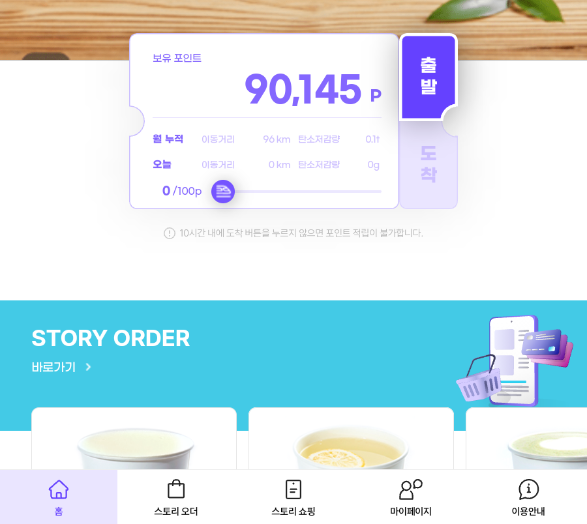 보유 포인트
90,145 P
출발
월 누적 이동거리 96 km 탄소저감량 0.1t
도착
오늘 이동거리 0 km 탄소저감량 0g
0 /100p
10시간 내에 도착 버튼을 누르지 않으면 포인트 적립이 불가합니다.
STORY ORDER
바로가기
홈 스토리 오더 스토리 쇼핑 마이페이지 이용안내